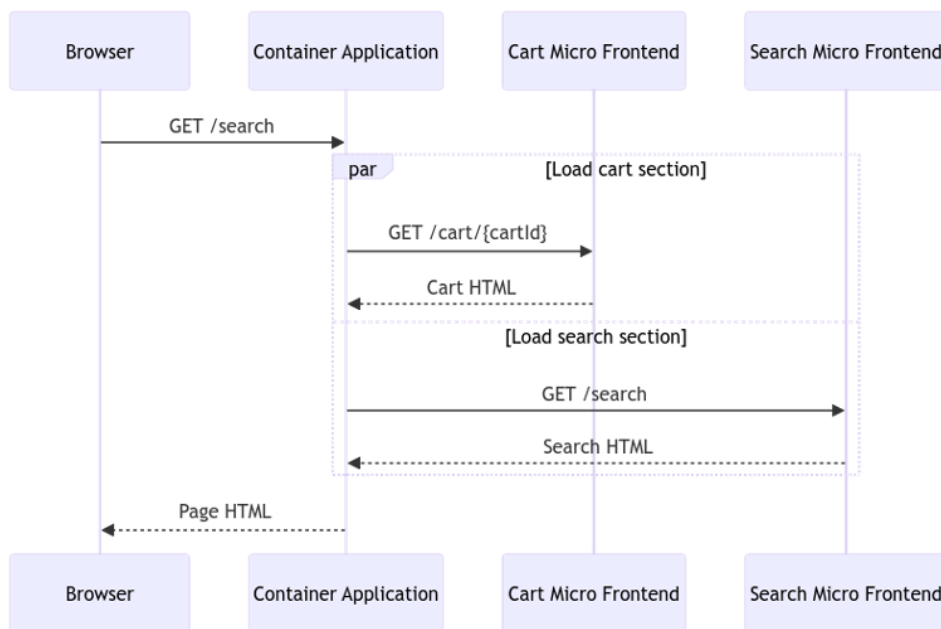 Browser
Container Application
Cart Micro Frontend
Search Micro Frontend
GET /search
par
[Load cart section]
GET /cart/{cartId}
Cart HTML
[Load search section]
GET /search
Search HTML
Page HTML
Browser
Container Application
Cart Micro Frontend
Search Micro Frontend